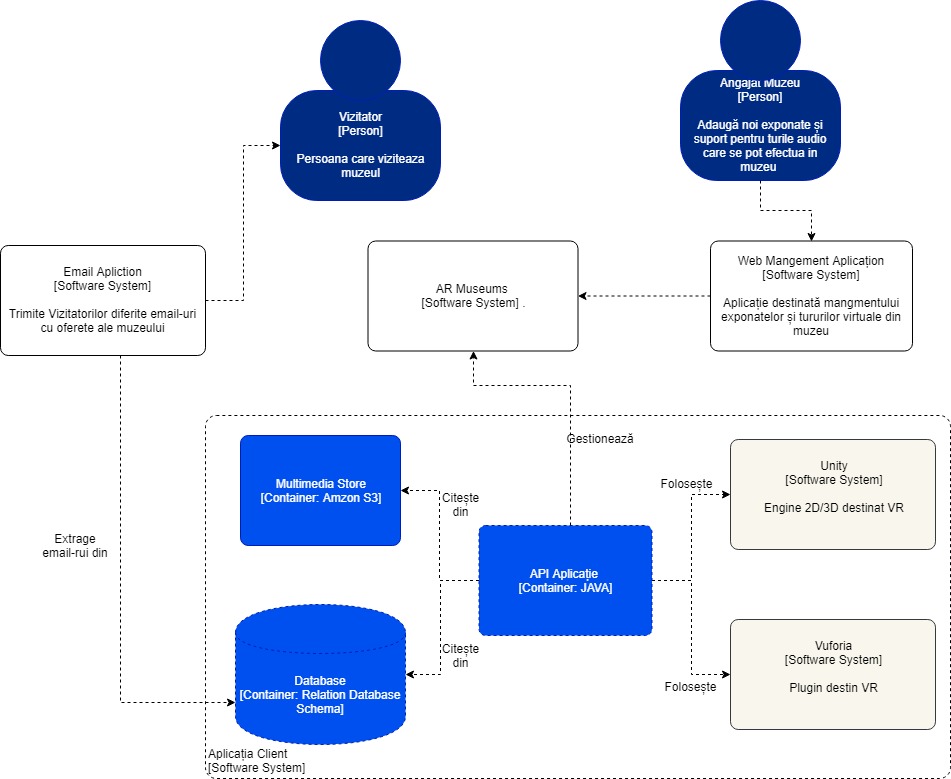 Vizitator
[Person]
Persoana care viziteaza
muzeul
Angajat Muzeu
[Person]
Adaugă noi exponate și
suport pentru turile audio
care se pot efectua in
muzeu
Email Apliction
[Software System]
Trimite Vizitatorilor diferite email-uri
cu oferete ale muzeului
AR Museums
[Software System] .
Web Mangement Aplicațion
[Software System]
Aplicație destinată mangmentului
exponatelor și tururilor virtuale din
muzeu
Gestionează
Multimedia Store
[Container: Amzon S3]
Citește
din
Folosește
Unity
[Software System]
Engine 2D/3D destinat VR
Extrage
email-rui din
API Aplicație
[Container: JAVA]
Database
[Container: Relation Database
Schema]
Citește
din
Folosește
Vuforia
[Software System]
Plugin destin VR
Aplicația Client
[Software System]